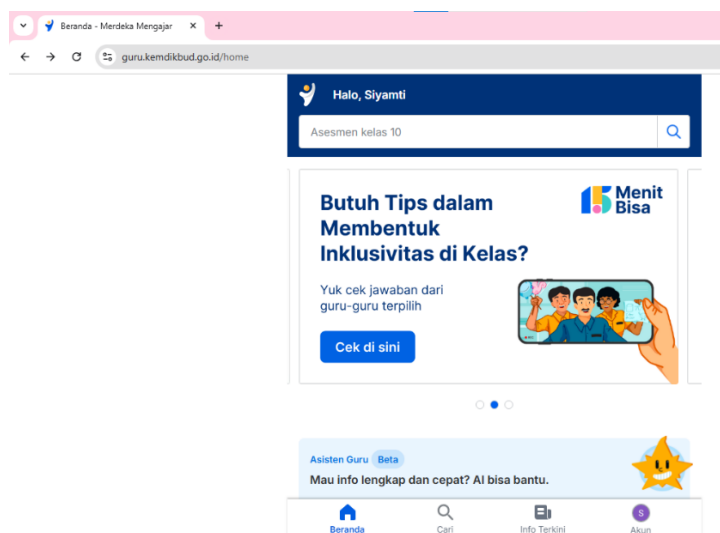 Beranda - Merdeka Mengajar
guru.kemdikbud.go.id/home
Halo, Siyamti
Asesmen kelas 10
Butuh Tips dalam
Membentuk
Inklusivitas di Kelas?
Yuk cek jawaban dari
guru-guru terpilih
Cek di sini
15 Menit
Bisa
Asisten Guru Beta
Mau info lengkap dan cepat? AI bisa bantu.
S
Beranda Cari Info Terkini Akun